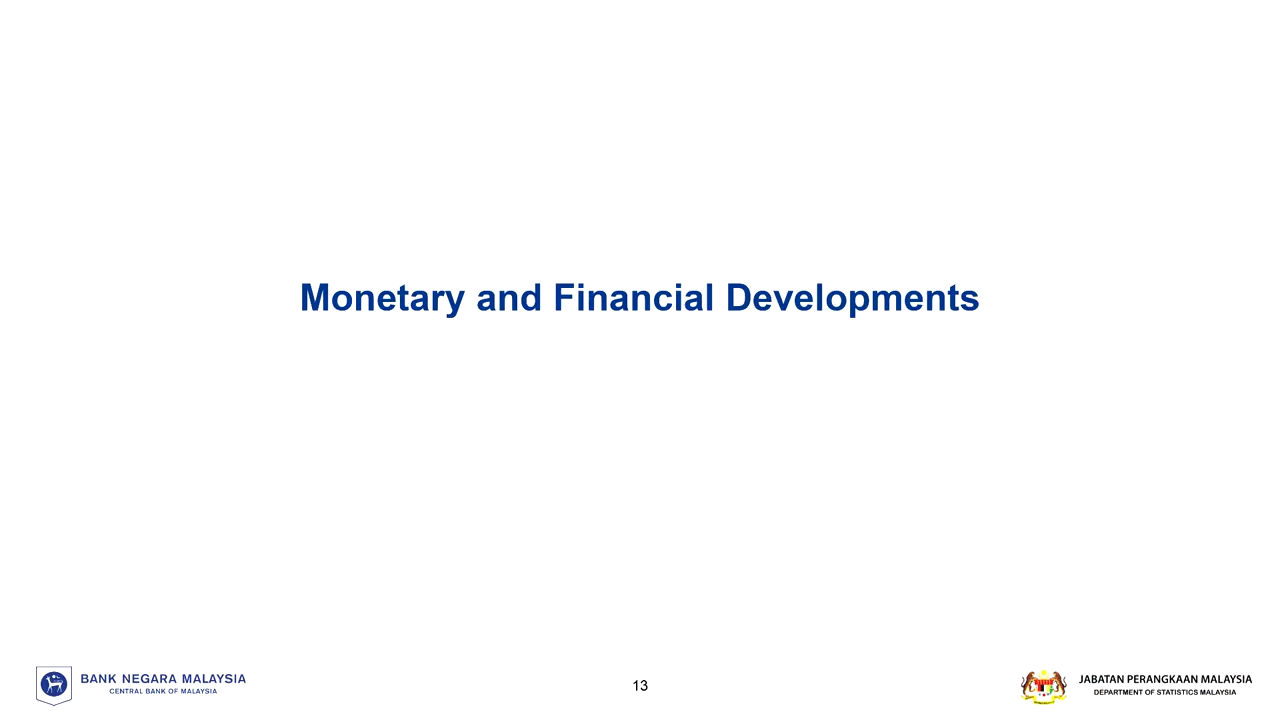 Monetary and Financial Developments
BANK NEGARA MALAYSIA
CENTRAL BANK OF MALAYSIA
13
JABATAN PERANGKAAN MALAYSIA
DEPARTMENT OF STATISTICS MALAYSIA